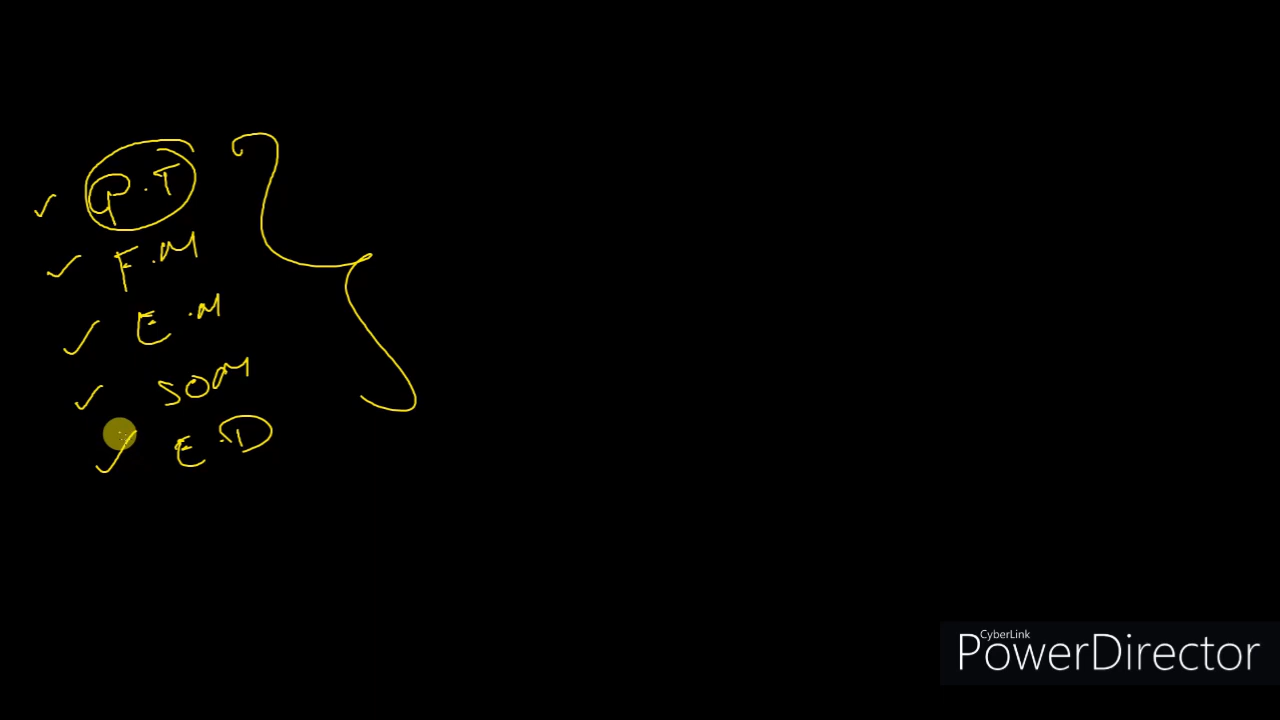 ✓ P.T
✓ F.M
✓ E.M
✓ SOM
✓ E.D
CyberLink
PowerDirector